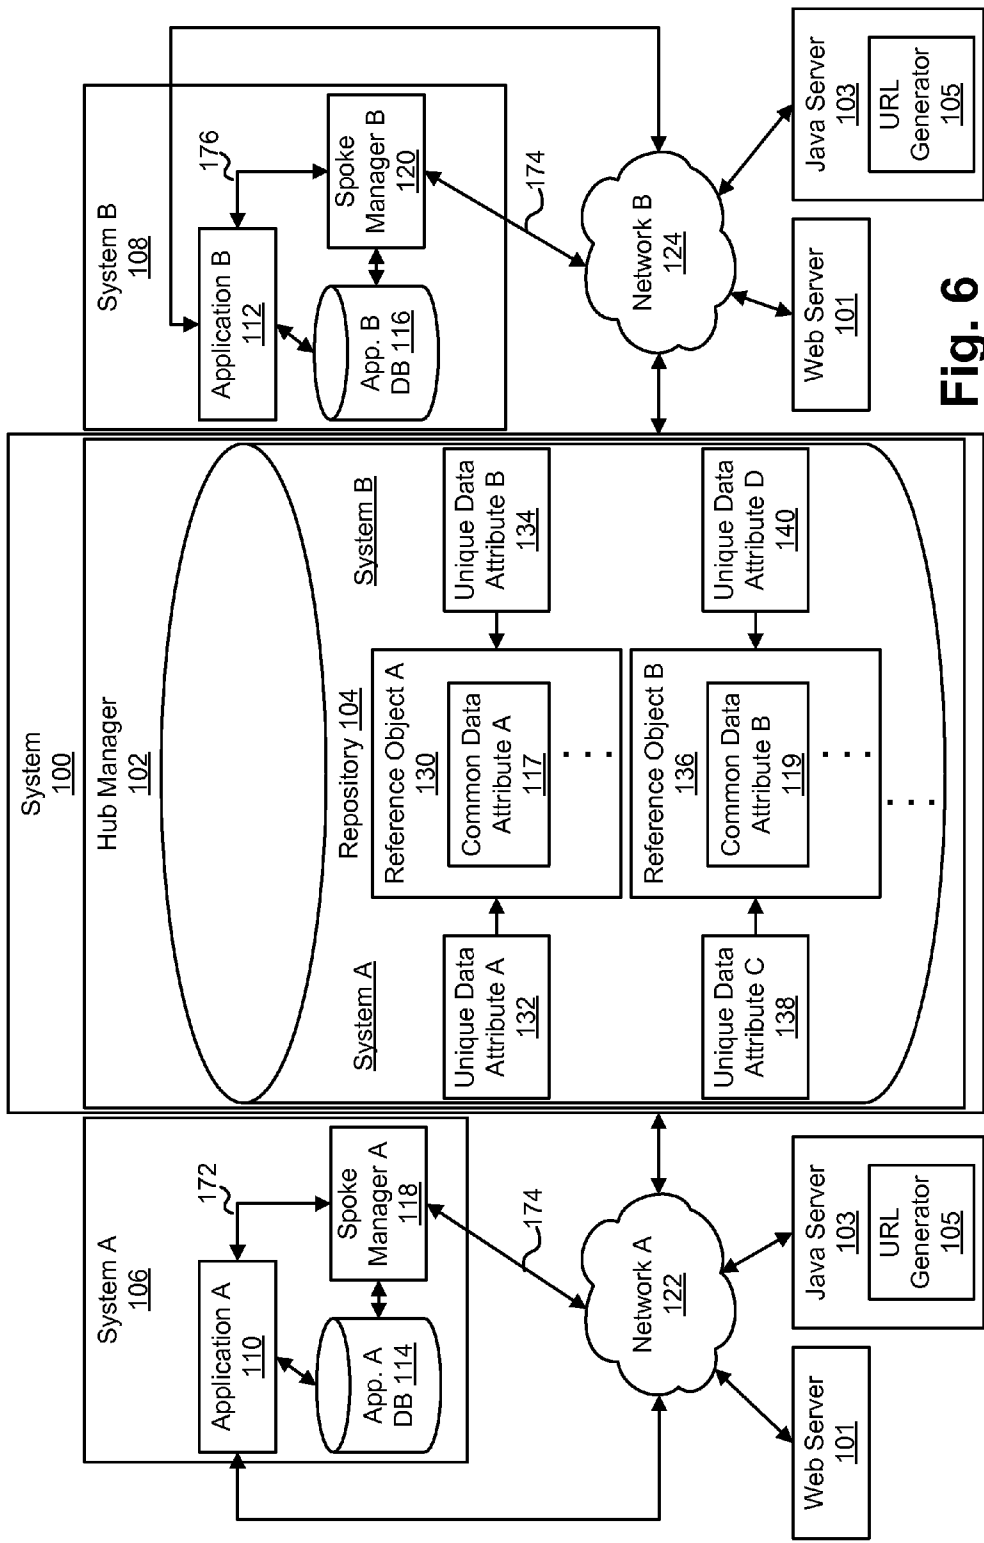 System
100
Hub Manager
102
Repository 104
System A
106
172
Application A
110
Spoke
Manager A
118
App. A
DB 114
174
Network A
122
Web Server
101
Java Server
103
URL
Generator
105
System A
System B
Unique Data
Attribute A
132
Reference Object A
130
Common Data
Attribute A
117
. . .
Unique Data
Attribute B
134
Unique Data
Attribute C
138
Reference Object B
136
Common Data
Attribute B
119
. . .
Unique Data
Attribute D
140
. . .
System B
108
176
Application B
112
Spoke
Manager B
120
App. B
DB 116
174
Network B
124
Web Server
101
Java Server
103
URL
Generator
105
Fig. 6